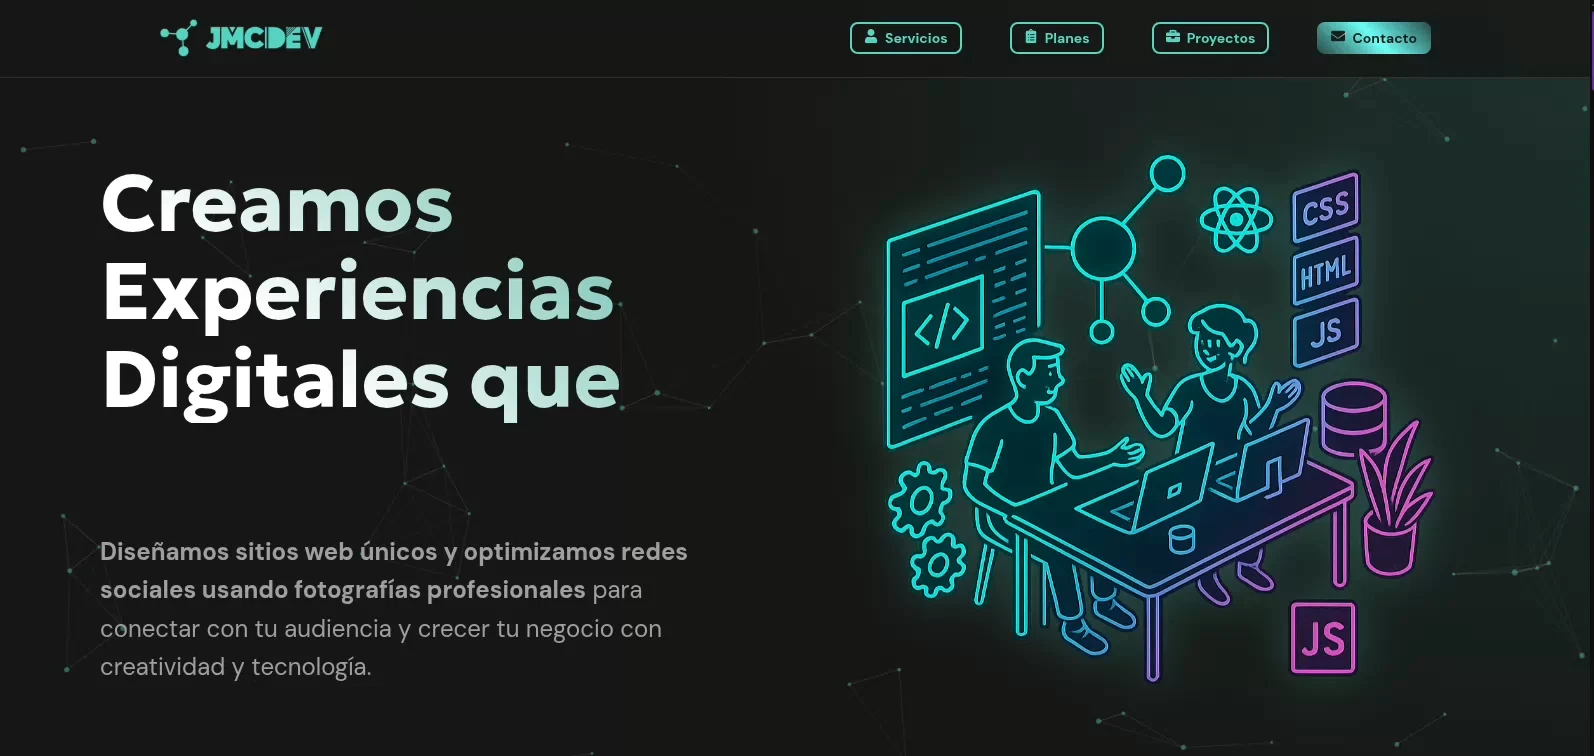 JMCDEV
Servicios
Planes
Proyectos
Contacto
Creamos
Experiencias
Digitales que
Diseñamos sitios web únicos y optimizamos redes
sociales usando fotografías profesionales para
conectar con tu audiencia y crecer tu negocio con
creatividad y tecnología.
</>
CSS
HTML
JS
JS